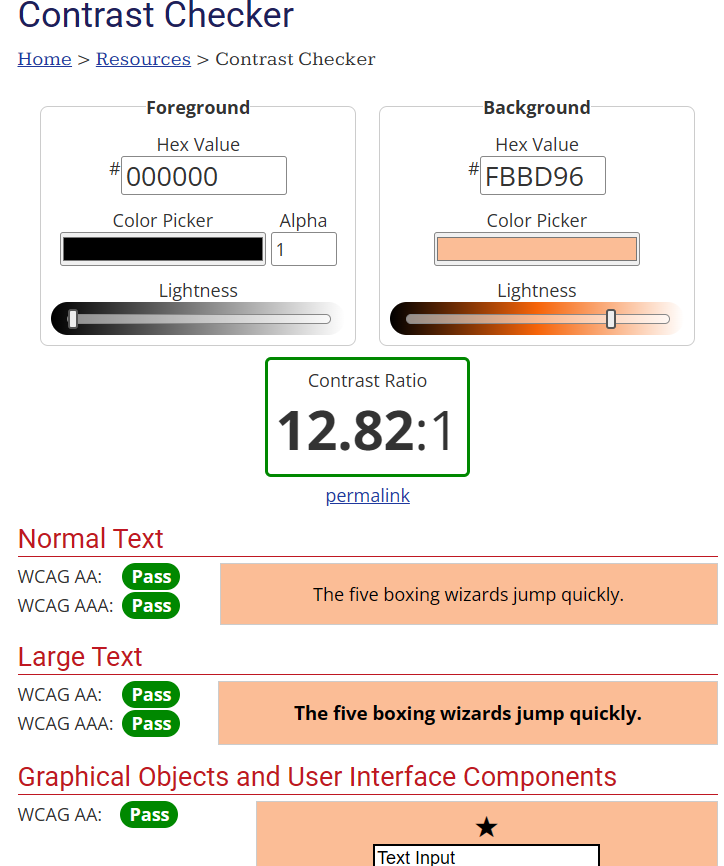 Contrast Checker
Home > Resources > Contrast Checker
Foreground
Hex Value
#000000
Color Picker
Alpha
1
Lightness
Background
Hex Value
#FBBD96
Color Picker
Lightness
Contrast Ratio
12.82:1
permalink
Normal Text
WCAG AA: Pass
WCAG AAA: Pass
The five boxing wizards jump quickly.
Large Text
WCAG AA: Pass
WCAG AAA: Pass
The five boxing wizards jump quickly.
Graphical Objects and User Interface Components
WCAG AA: Pass
Text Input